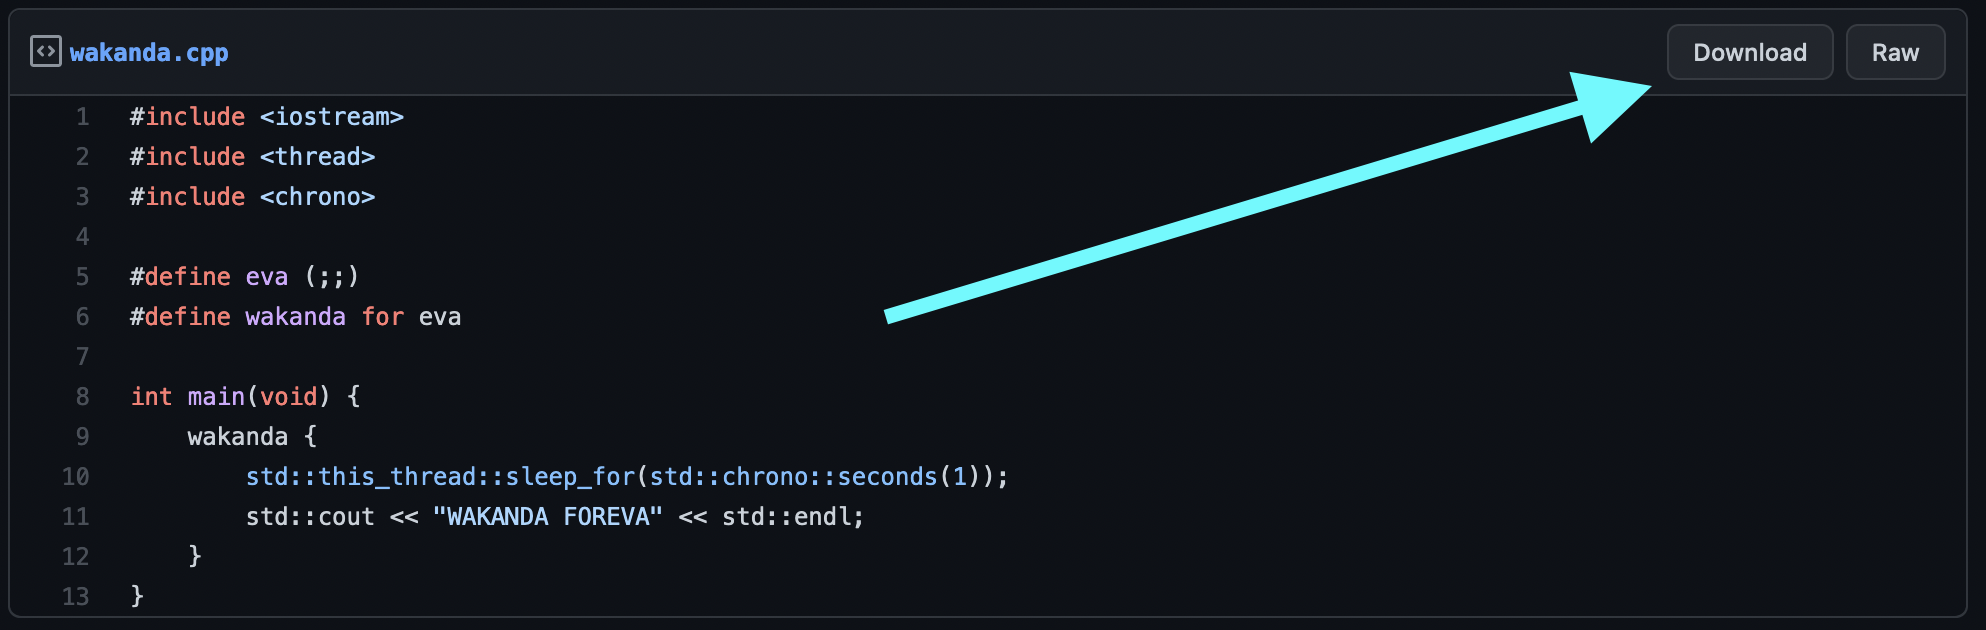 wakanda.cpp
Download
Raw
1 #include <iostream>
2 #include <thread>
3 #include <chrono>
4
5 #define eva (;;)
6 #define wakanda for eva
7
8 int main(void) {
9     wakanda {
10         std::this_thread::sleep_for(std::chrono::seconds(1));
11         std::cout << "WAKANDA FOREVA" << std::endl;
12     }
13 }